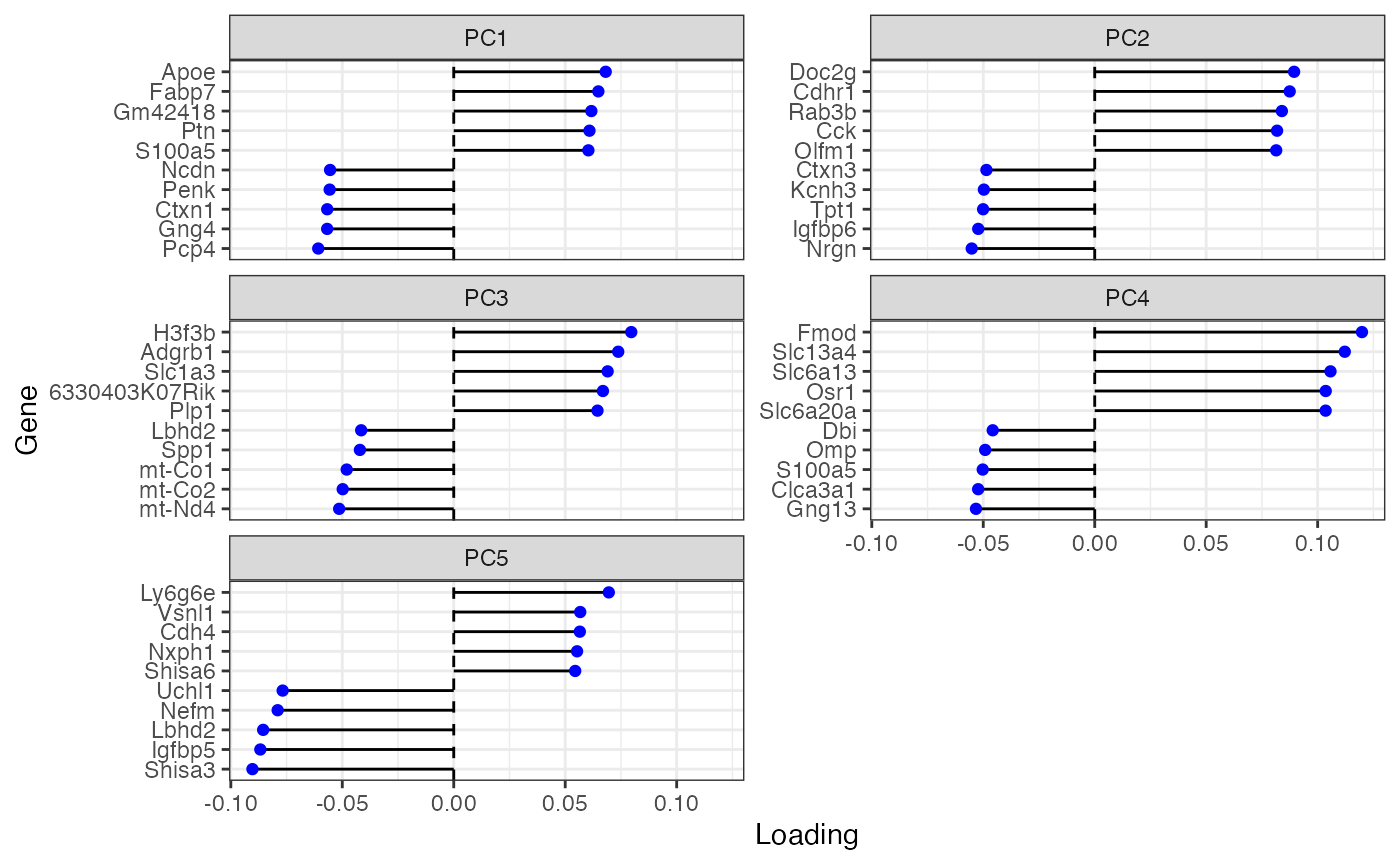 PC1
Apoe
Fabp7
Gm42418
Ptn
S100a5
Ncdn
Penk
Ctxn1
Gng4
Pcp4
PC2
Doc2g
Cdhr1
Rab3b
Cck
Olfm1
Ctxn3
Kcnh3
Tpt1
Igfbp6
Nrgn
PC3
H3f3b
Adgrb1
Slc1a3
6330403K07Rik
Plp1
Lbhd2
Spp1
mt-Co1
mt-Co2
mt-Nd4
PC4
Fmod
Slc13a4
Slc6a13
Osr1
Slc6a20a
Dbi
Omp
S100a5
Clca3a1
Gng13
-0.10 -0.05 0.00 0.05 0.10
PC5
Ly6g6e
Vsnl1
Cdh4
Nxph1
Shisa6
Uchl1
Nefm
Lbhd2
Igfbp5
Shisa3
-0.10 -0.05 0.00 0.05 0.10
Gene
Loading